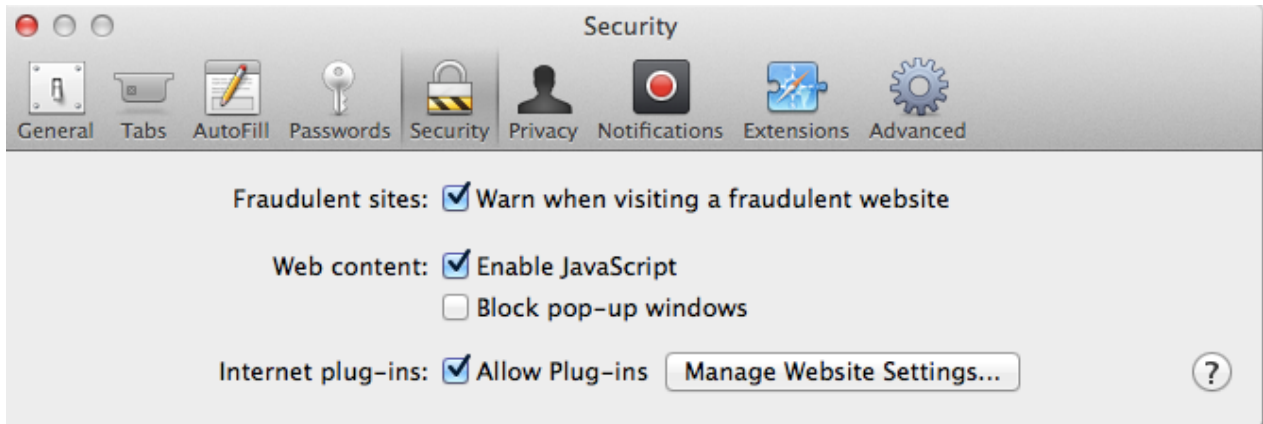 Security
General Tabs AutoFill Passwords Security Privacy Notifications Extensions Advanced
Fraudulent sites: Warn when visiting a fraudulent website
Web content: Enable JavaScript
Block pop-up windows
Internet plug-ins: Allow Plug-ins Manage Website Settings... ?